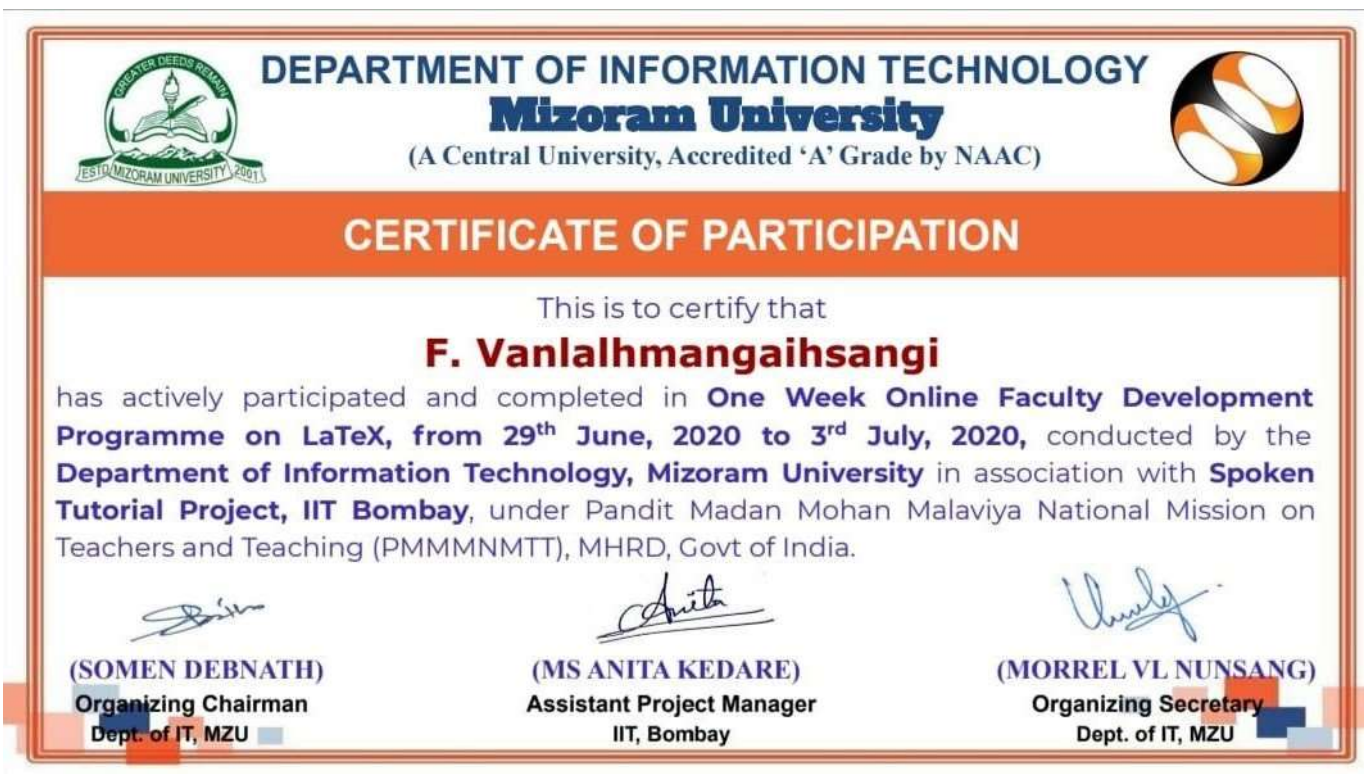 GREATER DEEDS REMAIN
ESTD MIZORAM UNIVERSITY 2001
DEPARTMENT OF INFORMATION TECHNOLOGY
Mizoram University
(A Central University, Accredited ‘A’ Grade by NAAC)
CERTIFICATE OF PARTICIPATION
This is to certify that
F. Vanlalhmangaihsangi
has actively participated and completed in One Week Online Faculty Development
Programme on LaTeX, from 29th June, 2020 to 3rd July, 2020, conducted by the
Department of Information Technology, Mizoram University in association with Spoken
Tutorial Project, IIT Bombay, under Pandit Madan Mohan Malaviya National Mission on
Teachers and Teaching (PMMMNMTT), MHRD, Govt of India.
Anita
(SOMEN DEBNATH) (MS ANITA KEDARE) (MORREL VL NUNSANG)
Organizing Chairman Assistant Project Manager Organizing Secretary
Dept. of IT, MZU IIT, Bombay Dept. of IT, MZU